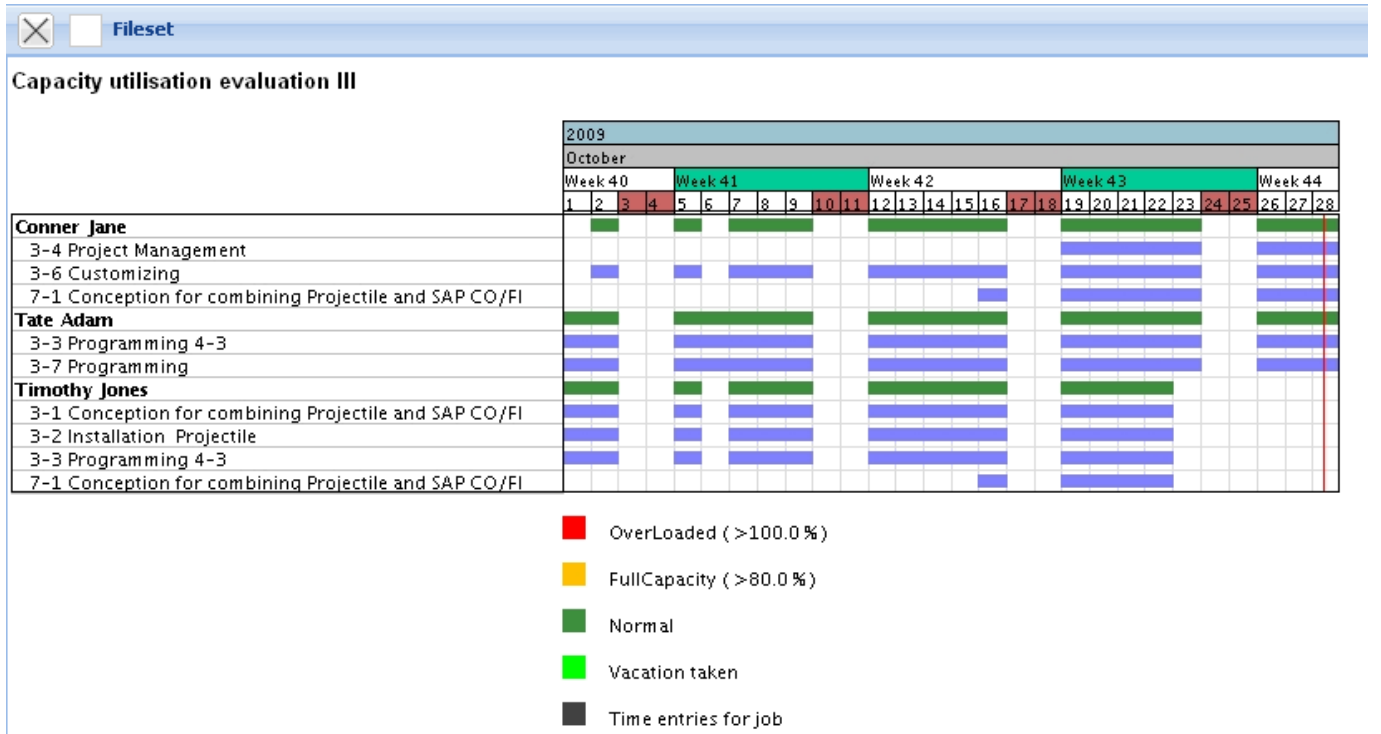 Fileset
Capacity utilisation evaluation III
2009
October
Week 40 Week 41 Week 42 Week 43 Week 44
1 2 3 4 5 6 7 8 9 10 11 12 13 14 15 16 17 18 19 20 21 22 23 24 25 26 27 28
Conner Jane
3-4 Project Management
3-6 Customizing
7-1 Conception for combining Projectile and SAP CO/FI
Tate Adam
3-3 Programming 4-3
3-7 Programming
Timothy Jones
3-1 Conception for combining Projectile and SAP CO/FI
3-2 Installation Projectile
3-3 Programming 4-3
7-1 Conception for combining Projectile and SAP CO/FI
OverLoaded (>100.0%)
FullCapacity (>80.0%)
Normal
Vacation taken
Time entries for job